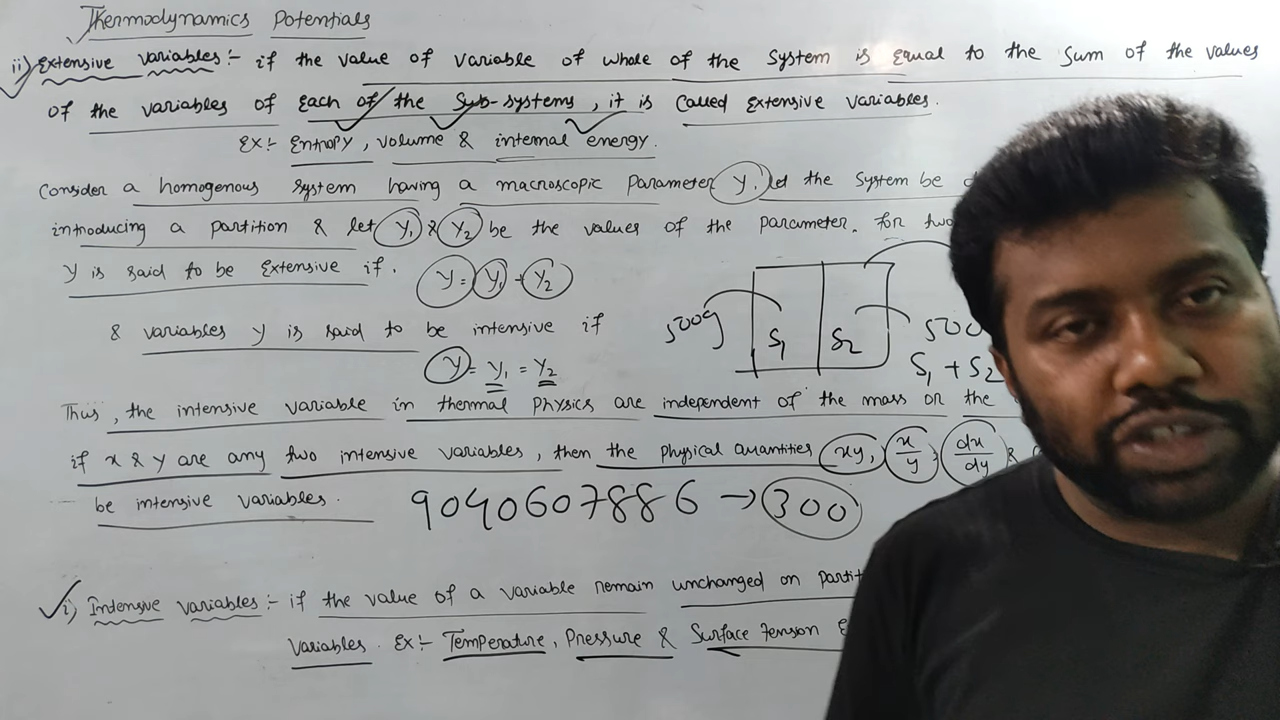 Thermodynamics Potentials
ii) Extensive variables :- if the value of variable of whole of the system is equal to the sum of the values
of the variables of each of the sub-systems, it is called extensive variables.
Ex:- Entropy, volume & internal energy.
Consider a homogenous system having a macroscopic parameter y. let the system be
introducing a partition & let y₁ & y₂ be the values of the parameter. for two
y is said to be extensive if. y = y₁ + y₂
& variables y is said to be intensive if
y = y₁ = y₂
500g S₁ S₂ 500
S₁ + S₂
Thus, the intensive variable in thermal physics are independent of the mass or the
if x & y are any two intensive variables, then the physical quantities xy, x/y, dx/dy &
be intensive variables.
9040607886 → 300
i) Intensive variables :- if the value of a variable remain unchanged on
variables. Ex:- Temperature, Pressure & Surface tension